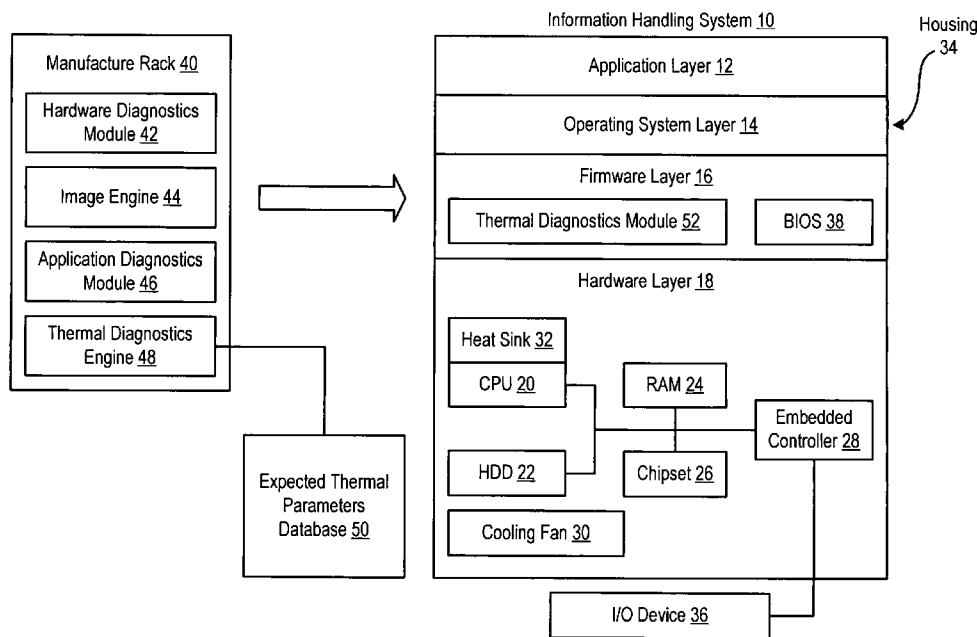 Information Handling System 10
Housing
34
Manufacture Rack 40
Hardware Diagnostics
Module 42
Image Engine 44
Application Diagnostics
Module 46
Thermal Diagnostics
Engine 48
Expected Thermal
Parameters
Database 50
Application Layer 12
Operating System Layer 14
Firmware Layer 16
Thermal Diagnostics Module 52
BIOS 38
Hardware Layer 18
Heat Sink 32
CPU 20
RAM 24
Embedded
Controller 28
HDD 22
Chipset 26
Cooling Fan 30
I/O Device 36